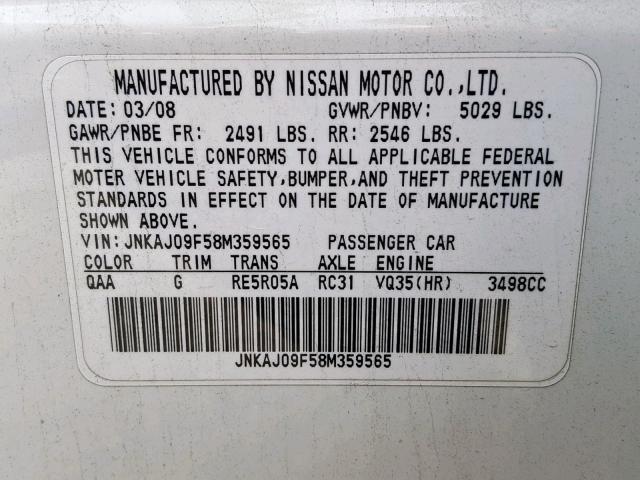 MANUFACTURED BY NISSAN MOTOR CO.,LTD.
DATE: 03/08 GVWR/PNBV: 5029 LBS.
GAWR/PNBE FR: 2491 LBS. RR: 2546 LBS.
THIS VEHICLE CONFORMS TO ALL APPLICABLE FEDERAL
MOTER VEHICLE SAFETY,BUMPER,AND THEFT PREVENTION
STANDARDS IN EFFECT ON THE DATE OF MANUFACTURE
SHOWN ABOVE.
VIN:JNKAJ09F58M359565 PASSENGER CAR
COLOR TRIM TRANS AXLE ENGINE
QAA G RE5R05A RC31 VQ35(HR) 3498CC
JNKAJ09F58M359565